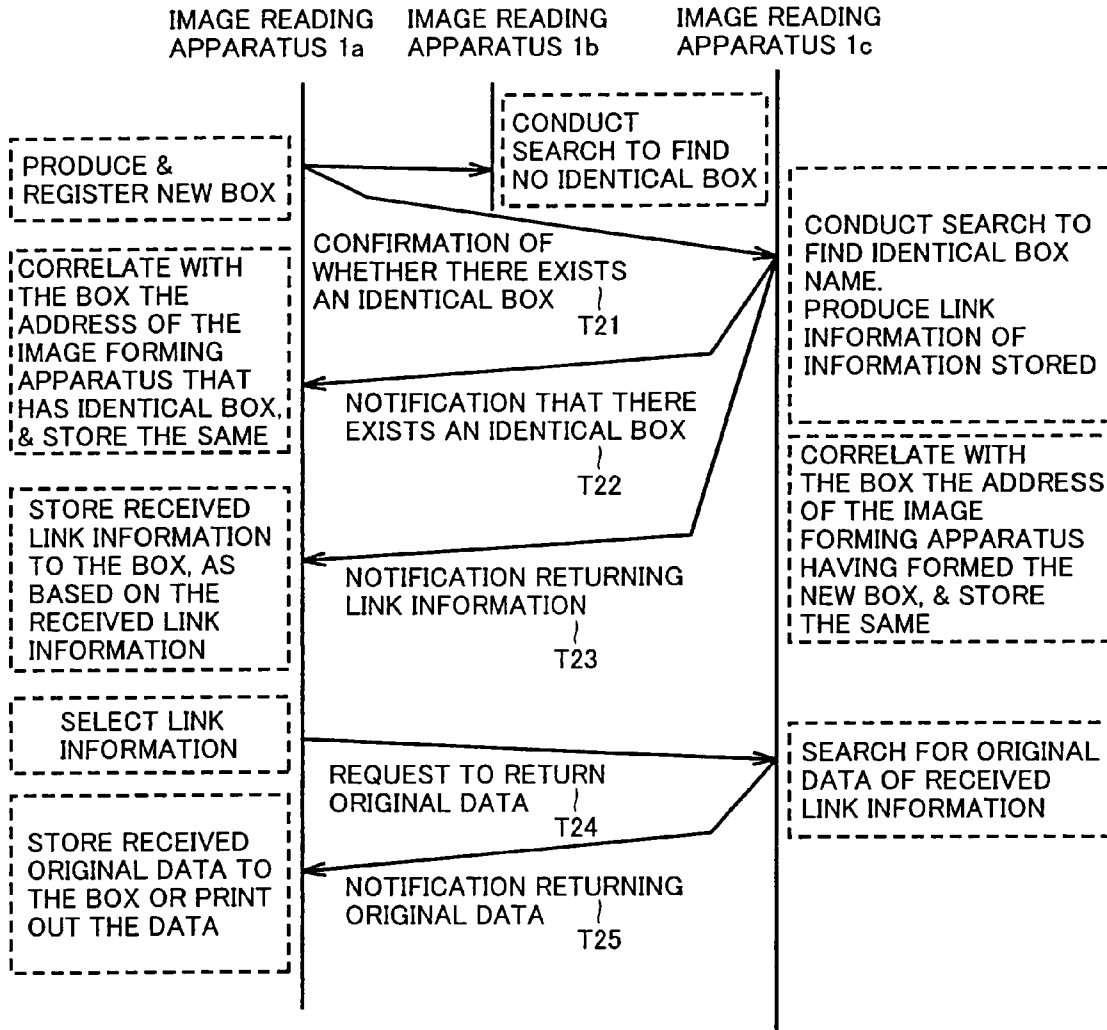 IMAGE READING
APPARATUS 1a
IMAGE READING
APPARATUS 1b
IMAGE READING
APPARATUS 1c
PRODUCE &
REGISTER NEW BOX
CONDUCT
SEARCH TO FIND
NO IDENTICAL BOX
CONDUCT SEARCH TO
FIND IDENTICAL BOX
NAME.
PRODUCE LINK
INFORMATION OF
INFORMATION STORED
CONFIRMATION OF
WHETHER THERE EXISTS
AN IDENTICAL BOX
T21
CORRELATE WITH
THE BOX THE
ADDRESS OF THE
IMAGE FORMING
APPARATUS THAT
HAS IDENTICAL BOX,
& STORE THE SAME
NOTIFICATION THAT THERE
EXISTS AN IDENTICAL BOX
T22
CORRELATE WITH
THE BOX THE ADDRESS
OF THE IMAGE
FORMING APPARATUS
HAVING FORMED THE
NEW BOX, & STORE
THE SAME
STORE RECEIVED
LINK INFORMATION
TO THE BOX, AS
BASED ON THE
RECEIVED LINK
INFORMATION
NOTIFICATION RETURNING
LINK INFORMATION
T23
SELECT LINK
INFORMATION
REQUEST TO RETURN
ORIGINAL DATA
T24
SEARCH FOR ORIGINAL
DATA OF RECEIVED
LINK INFORMATION
STORE RECEIVED
ORIGINAL DATA TO
THE BOX OR PRINT
OUT THE DATA
NOTIFICATION RETURNING
ORIGINAL DATA
T25